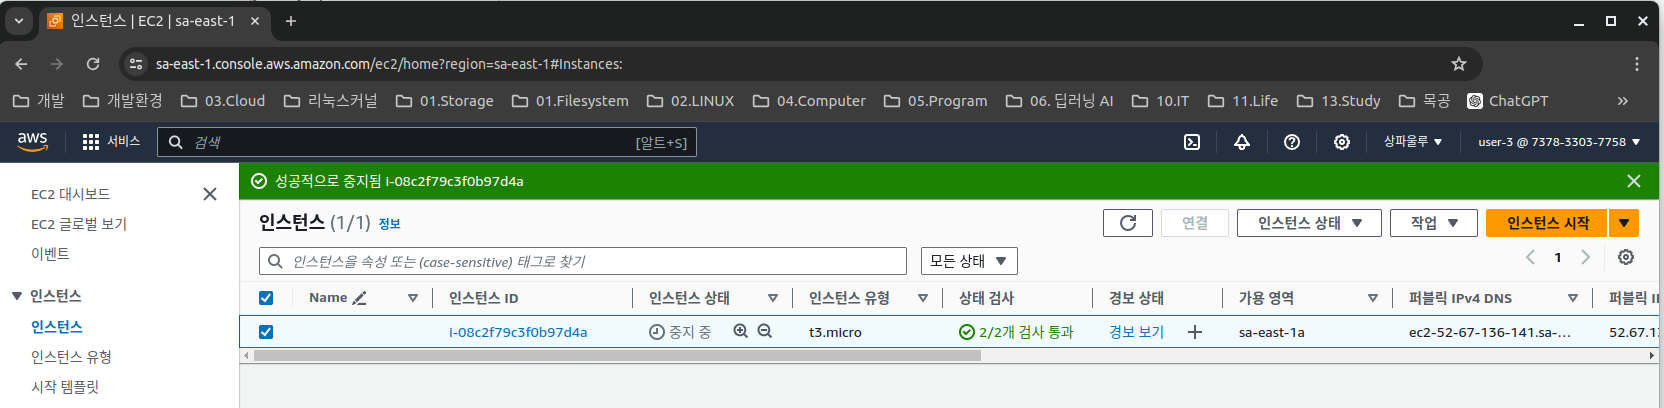 인스턴스 | EC2 | sa-east-1
sa-east-1.console.aws.amazon.com/ec2/home?region=sa-east-1#Instances:
개발 개발환경 03.Cloud 리눅스커널 01.Storage 01.Filesystem 02.LINUX 04.Computer 05.Program 06. 딥러닝 AI 10.IT 11.Life 13.Study 목공 ChatGPT
aws 서비스 검색 [알트+S] 상파울루 user-3 @ 7378-3303-7758
성공적으로 중지됨 i-08c2f79c3f0b97d4a
EC2 대시보드
EC2 글로벌 보기
이벤트
인스턴스
인스턴스
인스턴스 유형
시작 템플릿
인스턴스 (1/1) 정보 연결 인스턴스 상태 작업 인스턴스 시작
인스턴스을 속성 또는 (case-sensitive) 태그로 찾기 모든 상태 1
Name 인스턴스 ID 인스턴스 상태 인스턴스 유형 상태 검사 경보 상태 가용 영역 퍼블릭 IPv4 DNS 퍼블릭
i-08c2f79c3f0b97d4a 중지 중 t3.micro 2/2개 검사 통과 경보 보기 sa-east-1a ec2-52-67-136-141.sa-... 52.67.1